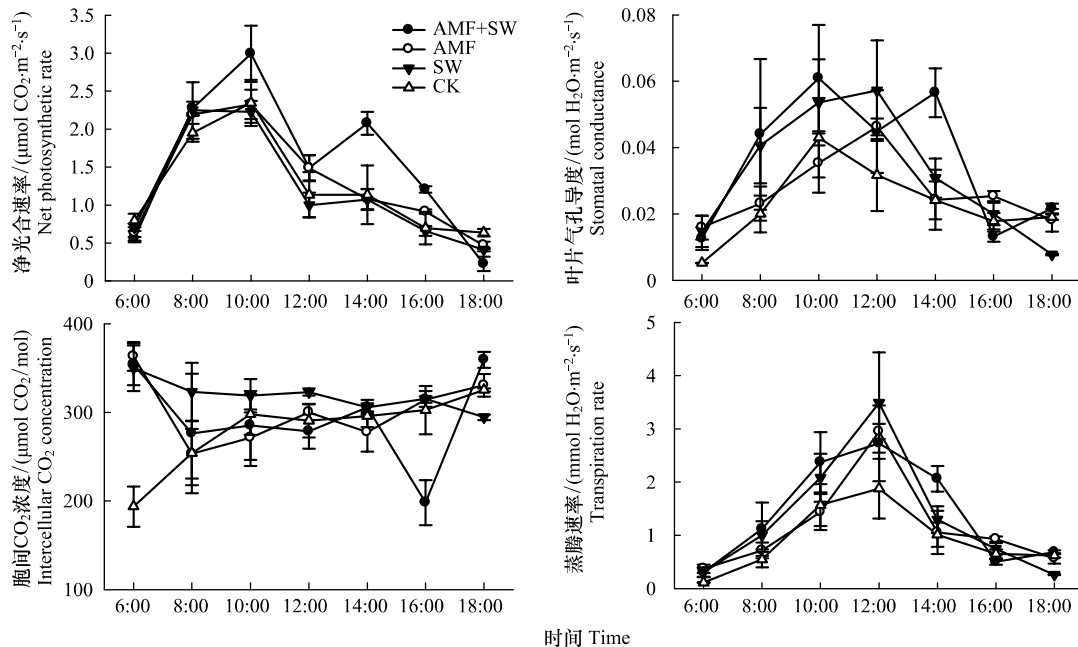 净光合速率/(μmol CO₂·m⁻²·s⁻¹)
Net photosynthetic rate
3.5
3.0
2.5
2.0
1.5
1.0
0.5
0
AMF+SW
AMF
SW
CK
6:00 8:00 10:00 12:00 14:00 16:00 18:00
叶片气孔导度/(mol H₂O·m⁻²·s⁻¹)
Stomatal conductance
0.08
0.06
0.04
0.02
0
6:00 8:00 10:00 12:00 14:00 16:00 18:00
胞间CO₂浓度/(μmol CO₂/mol)
Intercellular CO₂ concentration
400
300
200
100
6:00 8:00 10:00 12:00 14:00 16:00 18:00
蒸腾速率/(mmol H₂O·m⁻²·s⁻¹)
Transpiration rate
5
4
3
2
1
0
6:00 8:00 10:00 12:00 14:00 16:00 18:00
时间 Time